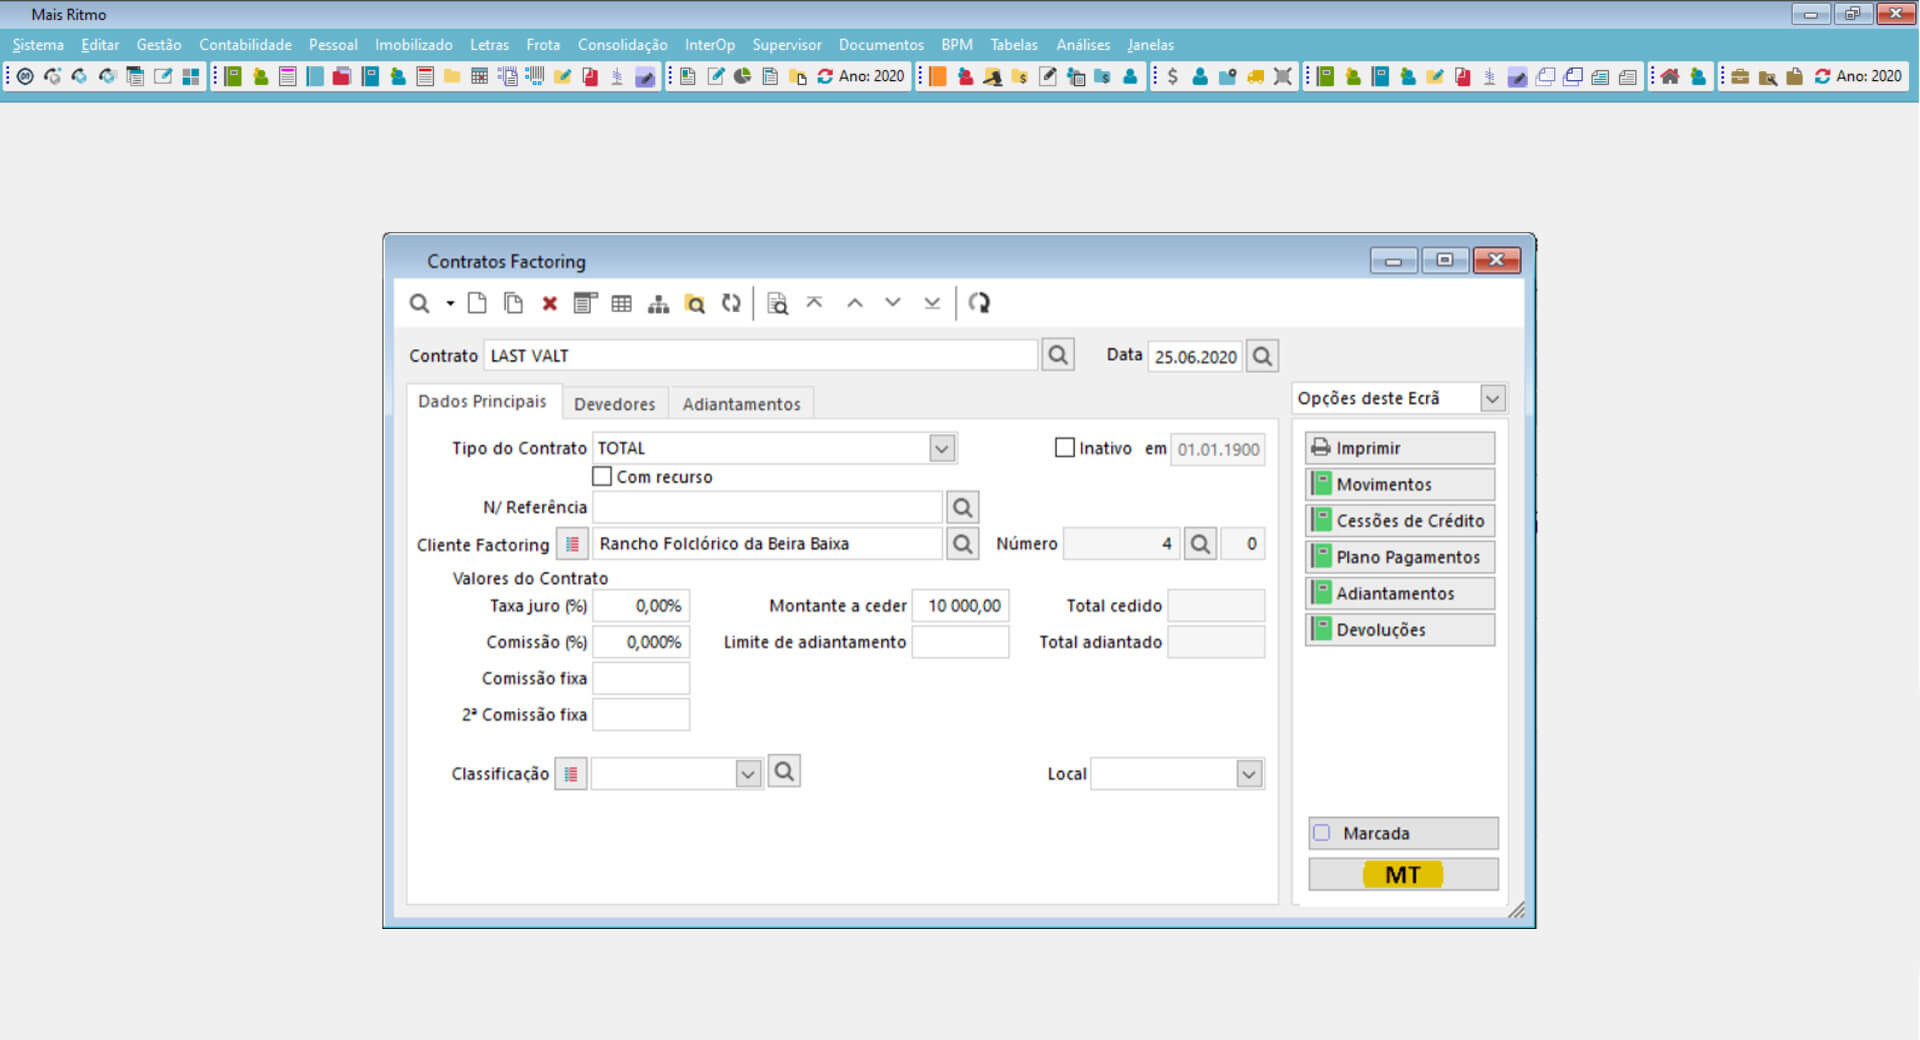 Mais Ritmo
Sistema Editar Gestão Contabilidade Pessoal Imobilizado Letras Frota Consolidação InterOp Supervisor Documentos BPM Tabelas Análises Janelas
Ano: 2020 Ano: 2020
Contratos Factoring
Contrato LAST VALT Data 25.06.2020
Dados Principais Devedores Adiantamentos Opções deste Ecrã
Tipo do Contrato TOTAL Inativo em 01.01.1900 Imprimir
Com recurso Movimentos
N/ Referência
Cessões de Crédito
Cliente Factoring Rancho Folclórico da Beira Baixa Número 4 0
Plano Pagamentos
Valores do Contrato
Adiantamentos
Taxa juro (%) 0,00% Montante a ceder 10 000,00 Total cedido
Devoluções
Comissão (%) 0,000% Limite de adiantamento Total adiantado
Comissão fixa
2ª Comissão fixa
Classificação Local
Marcada
MT